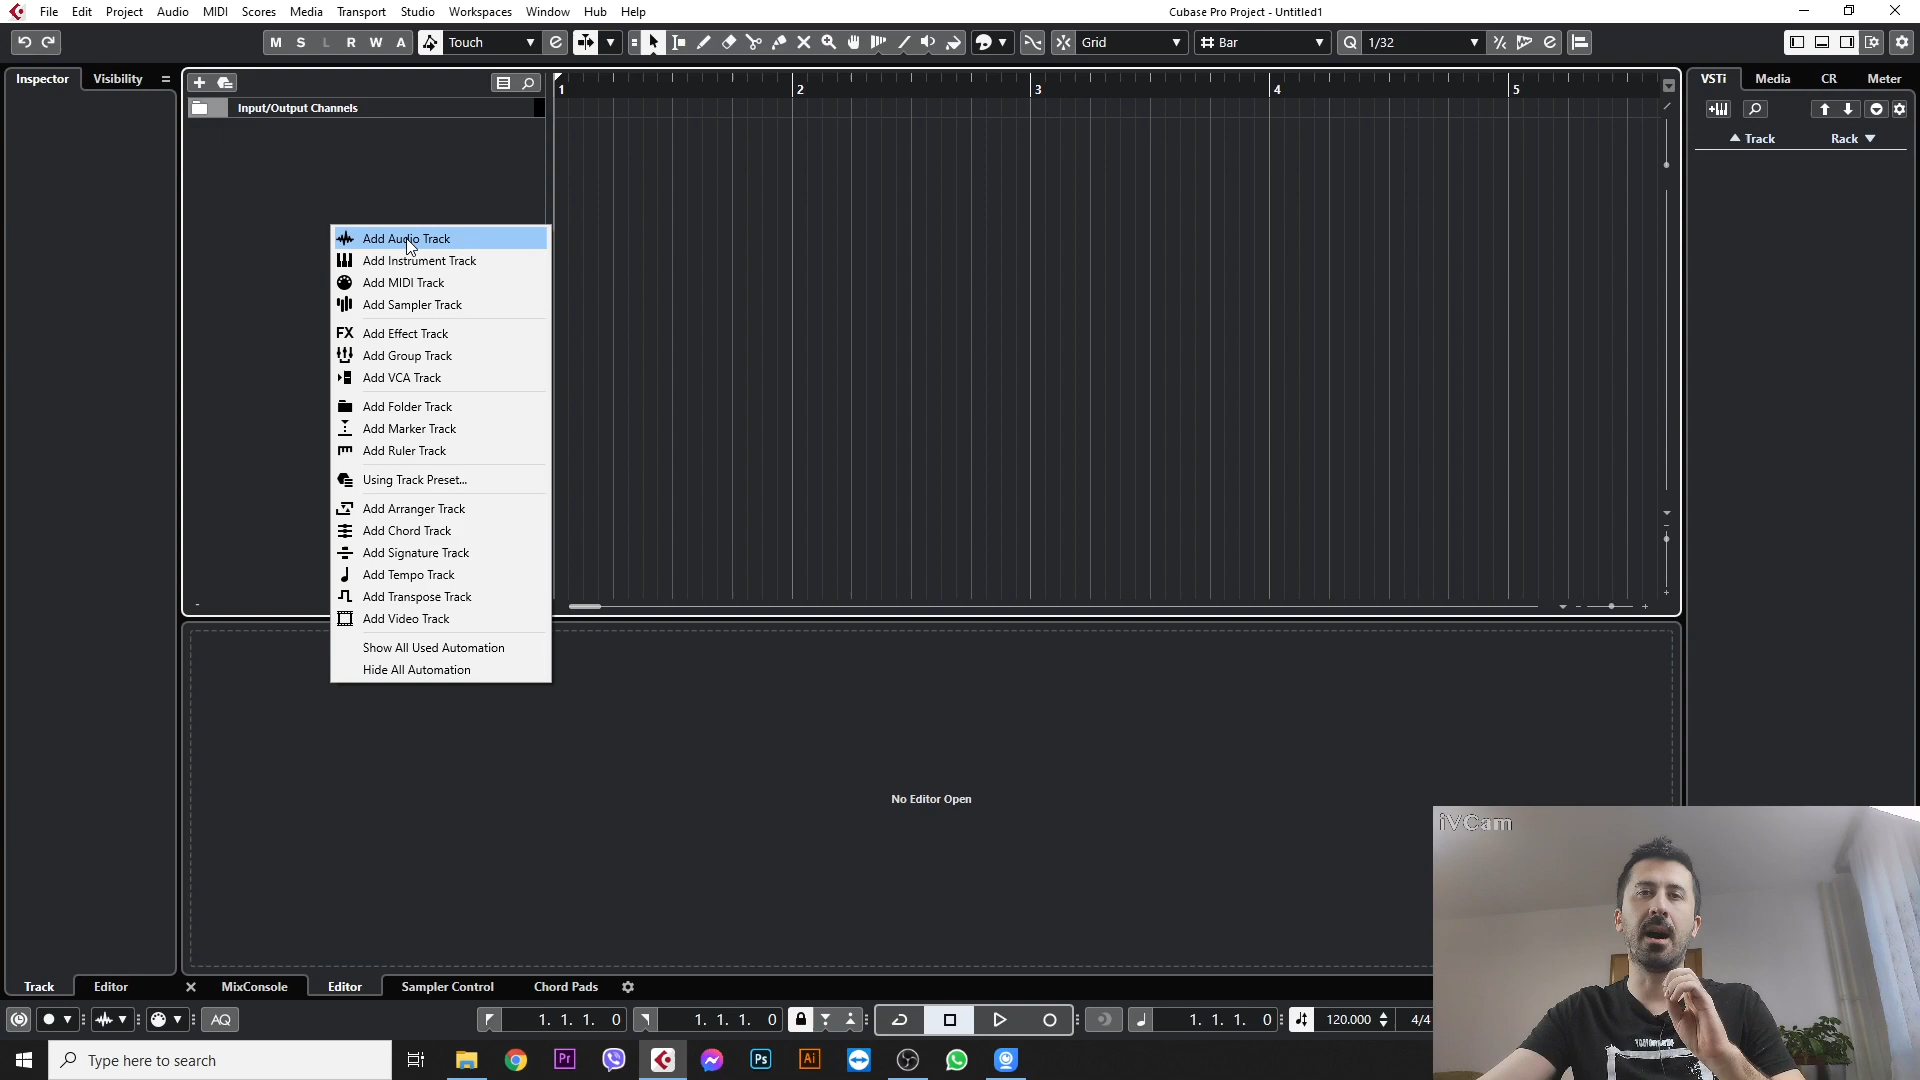 File Edit Project Audio MIDI Scores Media Transport Studio Workspaces Window Hub Help
Cubase Pro Project - Untitled1
M S L R W A Touch Grid Bar Q 1/32
Inspector Visibility
1 2 3 4 5
Input/Output Channels
VSTi Media CR Meter
Track Rack
Add Audio Track
Add Instrument Track
Add MIDI Track
Add Sampler Track
FX Add Effect Track
Add Group Track
Add VCA Track
Add Folder Track
Add Marker Track
Add Ruler Track
Using Track Preset...
Add Arranger Track
Add Chord Track
Add Signature Track
Add Tempo Track
Add Transpose Track
Add Video Track
Show All Used Automation
Hide All Automation
No Editor Open
iVCam
Track Editor
MixConsole Editor Sampler Control Chord Pads
AQ
1. 1. 1. 0 1. 1. 1. 0 1. 1. 1. 0 120.000 4/4
Type here to search
Pr Ps Ai